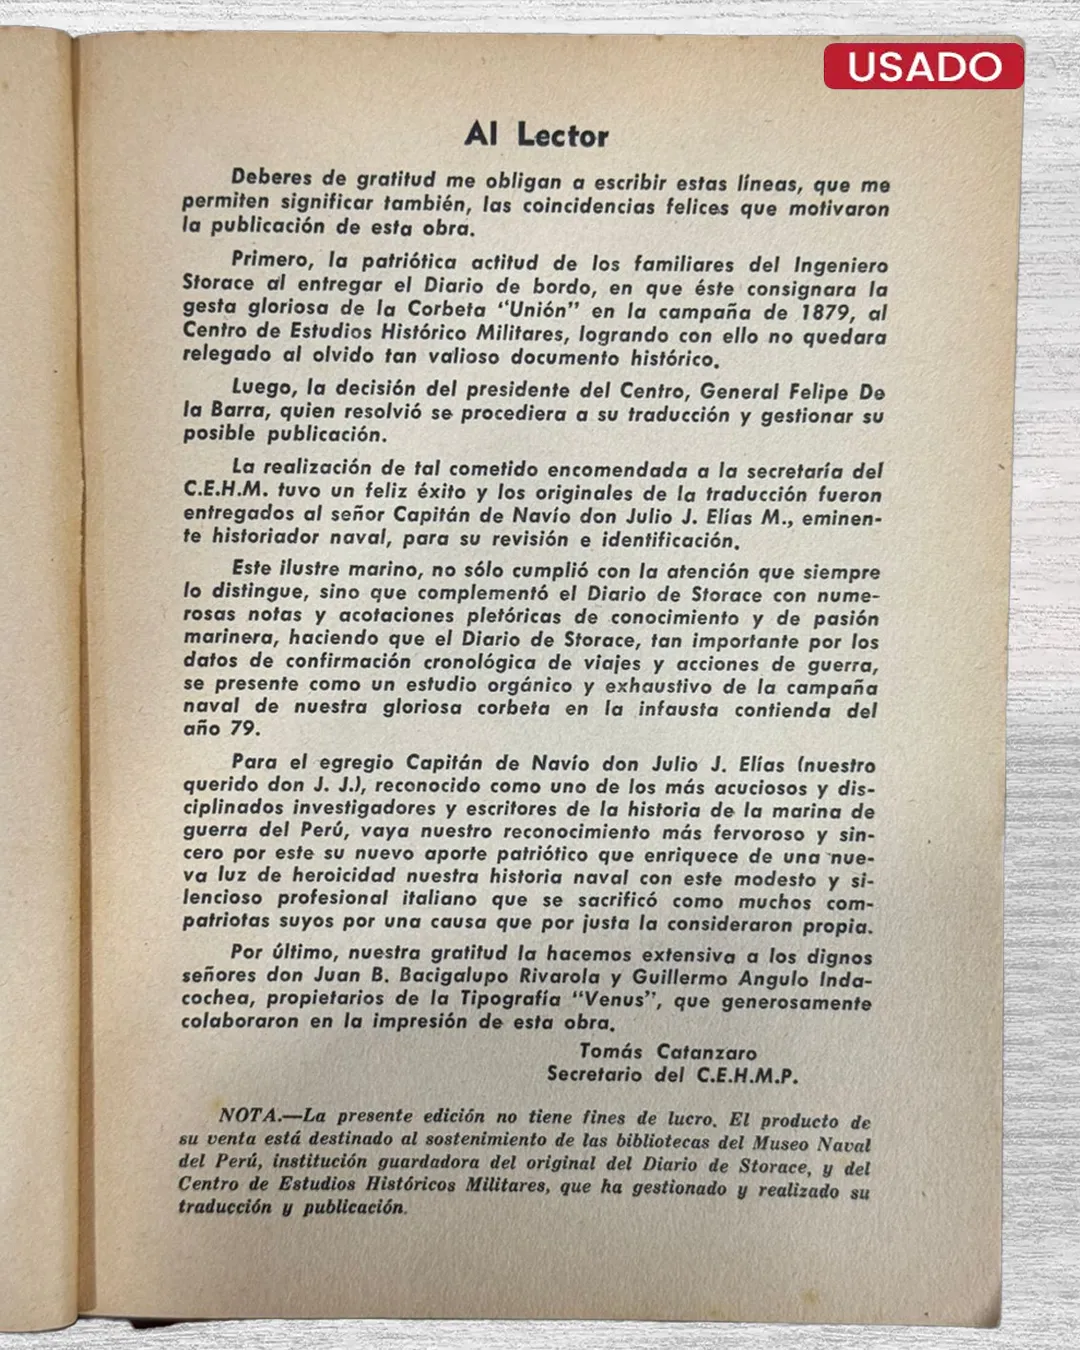 USADO
Al Lector
Deberes de gratitud me obligan a escribir estas líneas, que me
permiten significar también, las coincidencias felices que motivaron
la publicación de esta obra.
Primero, la patriótica actitud de los familiares del Ingeniero
Storace al entregar el Diario de bordo, en que éste consignara la
gesta gloriosa de la Corbeta "Unión" en la campaña de 1879, al
Centro de Estudios Histórico Militares, logrando con ello no quedara
relegado al olvido tan valioso documento histórico.
Luego, la decisión del presidente del Centro, General Felipe De
la Barra, quien resolvió se procediera a su traducción y gestionar su
posible publicación.
La realización de tal cometido encomendada a la secretaría del
C.E.H.M. tuvo un feliz éxito y los originales de la traducción fueron
entregados al señor Capitán de Navío don Julio J. Elías M., eminen-
te historiador naval, para su revisión e identificación.
Este ilustre marino, no sólo cumplió con la atención que siempre
lo distingue, sino que complementó el Diario de Storace con nume-
rosas notas y acotaciones pletóricas de conocimiento y de pasión
marinera, haciendo que el Diario de Storace, tan importante por los
datos de confirmación cronológica de viajes y acciones de guerra,
se presente como un estudio orgánico y exhaustivo de la campaña
naval de nuestra gloriosa corbeta en la infausta contienda del
año 79.
Para el egregio Capitán de Navío don Julio J. Elías (nuestro
querido don J. J.), reconocido como uno de los más acuciosos y dis-
ciplinados investigadores y escritores de la historia de la marina de
guerra del Perú, vaya nuestro reconocimiento más fervoroso y sin-
cero por este su nuevo aporte patriótico que enriquece de una nue-
va luz de heroicidad nuestra historia naval con este modesto y si-
lencioso profesional italiano que se sacrificó como muchos com-
patriotas suyos por una causa que por justa la consideraron propia.
Por último, nuestra gratitud la hacemos extensiva a los dignos
señores don Juan B. Bacigalupo Rivarola y Guillermo Angulo Inda-
cochea, propietarios de la Tipografía "Venus", que generosamente
colaboraron en la impresión de esta obra.
Tomás Catanzaro
Secretario del C.E.H.M.P.
NOTA.—La presente edición no tiene fines de lucro. El producto de
su venta está destinado al sostenimiento de las bibliotecas del Museo Naval
del Perú, institución guardadora del original del Diario de Storace, y del
Centro de Estudios Históricos Militares, que ha gestionado y realizado su
traducción y publicación.